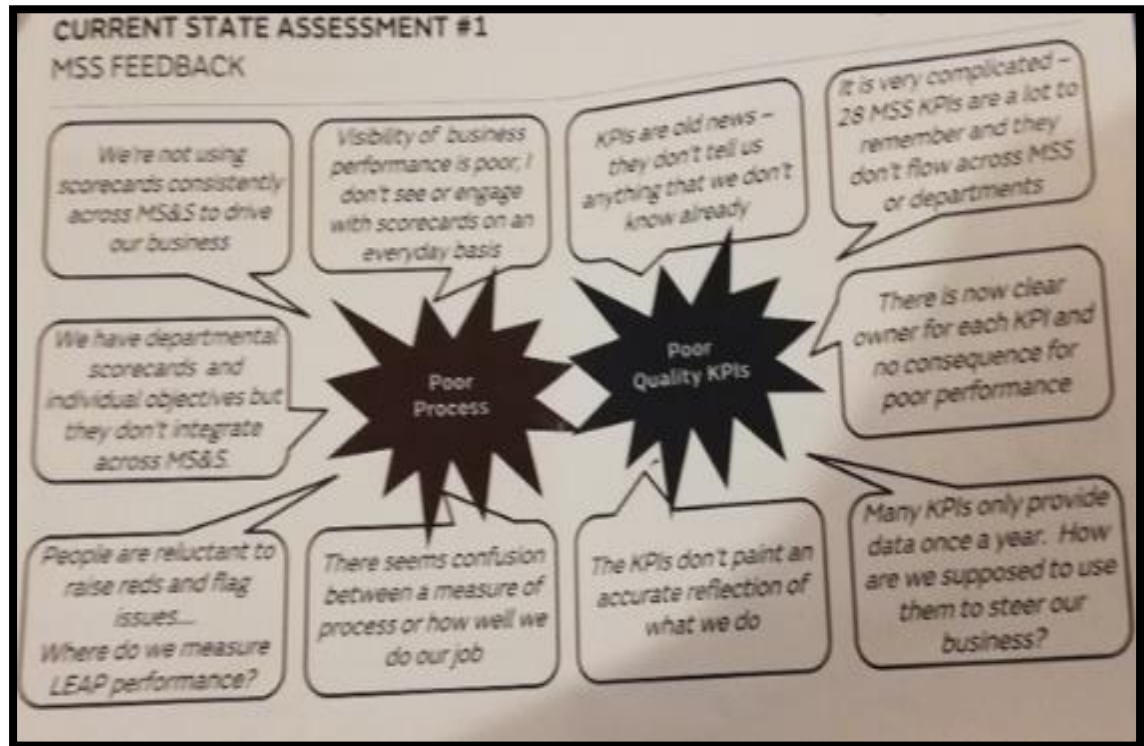 CURRENT STATE ASSESSMENT #1
MSS FEEDBACK
We're not using
scorecards consistently
across MS&S to drive
our business
Visibility of business
performance is poor; I
don't see or engage
with scorecards on an
everyday basis
KPIs are old news –
they don't tell us
anything that we don't
know already
It is very complicated –
28 MSS KPIs are a lot to
remember and they
don't flow across MSS
or departments
We have departmental
scorecards and
individual objectives but
they don't integrate
across MS&S.
Poor
Process
Poor
Quality KPIs
There is now clear
owner for each KPI and
no consequence for
poor performance
People are reluctant to
raise reds and flag
issues....
Where do we measure
LEAP performance?
There seems confusion
between a measure of
process or how well we
do our job
The KPIs don't paint an
accurate reflection of
what we do
Many KPIs only provide
data once a year. How
are we supposed to use
them to steer our
business?